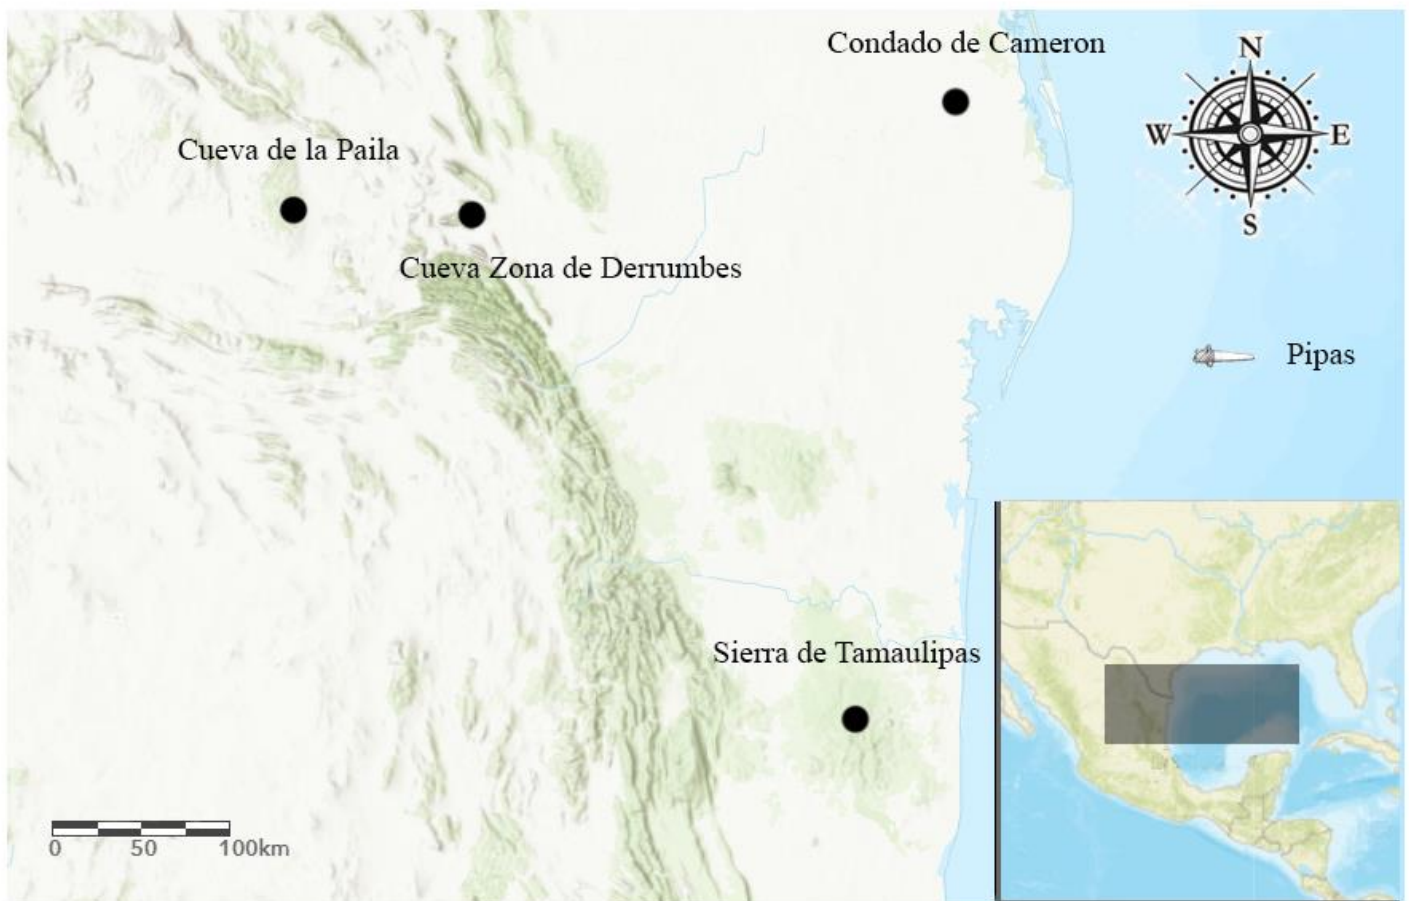 Condado de Cameron
N
W
E
S
Cueva de la Paila
Cueva Zona de Derrumbes
Pipas
Sierra de Tamaulipas
0 50 100km